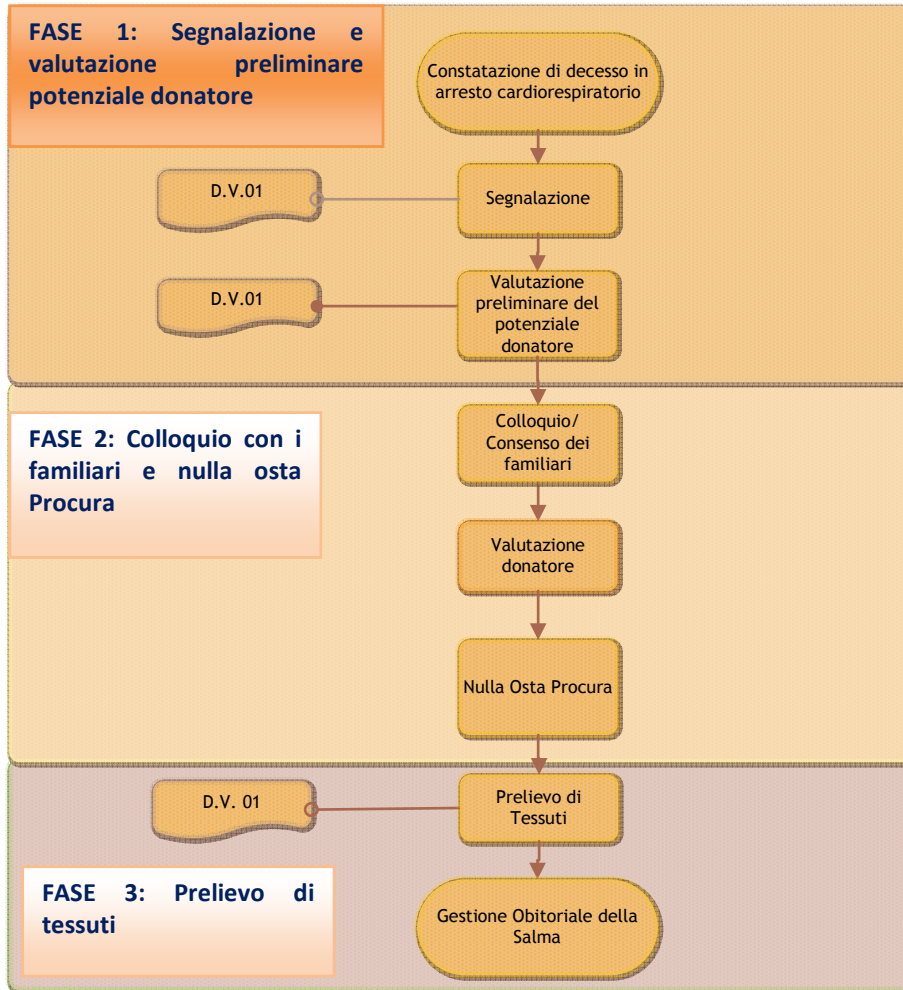 FASE 1: Segnalazione e
valutazione preliminare
potenziale donatore
Constatazione di decesso in
arresto cardiorespiratorio
D.V.01
Segnalazione
D.V.01
Valutazione
preliminare del
potenziale
donatore
FASE 2: Colloquio con i
familiari e nulla osta
Procura
Colloquio/
Consenso dei
familiari
Valutazione
donatore
Nulla Osta Procura
D.V. 01
Prelievo di
Tessuti
FASE 3: Prelievo di
tessuti
Gestione Obitoriale della
Salma